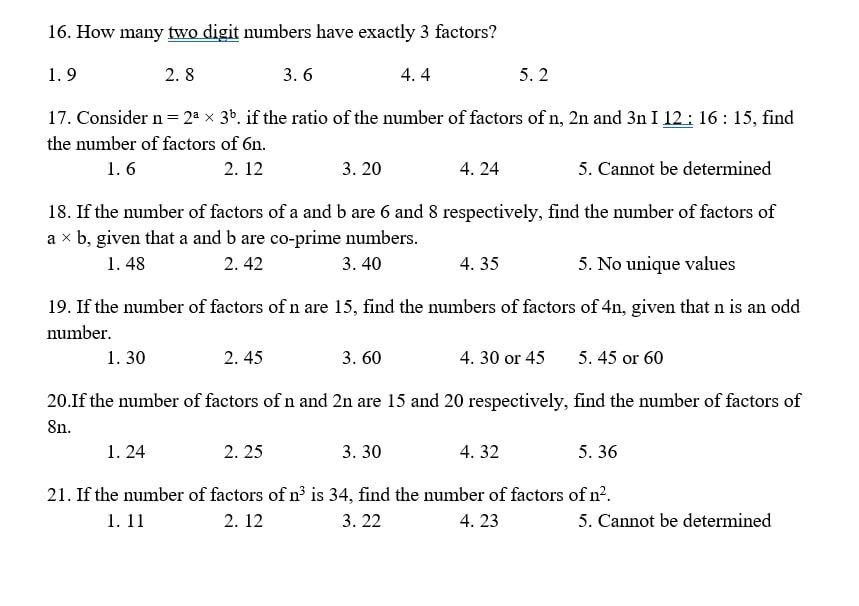 16. How many two digit numbers have exactly 3 factors?
1. 9 2. 8 3. 6 4. 4 5. 2
17. Consider n = 2ᵃ × 3ᵇ. if the ratio of the number of factors of n, 2n and 3n I 12 : 16 : 15, find
the number of factors of 6n.
1. 6 2. 12 3. 20 4. 24 5. Cannot be determined
18. If the number of factors of a and b are 6 and 8 respectively, find the number of factors of
a × b, given that a and b are co-prime numbers.
1. 48 2. 42 3. 40 4. 35 5. No unique values
19. If the number of factors of n are 15, find the numbers of factors of 4n, given that n is an odd
number.
1. 30 2. 45 3. 60 4. 30 or 45 5. 45 or 60
20.If the number of factors of n and 2n are 15 and 20 respectively, find the number of factors of
8n.
1. 24 2. 25 3. 30 4. 32 5. 36
21. If the number of factors of n³ is 34, find the number of factors of n².
1. 11 2. 12 3. 22 4. 23 5. Cannot be determined